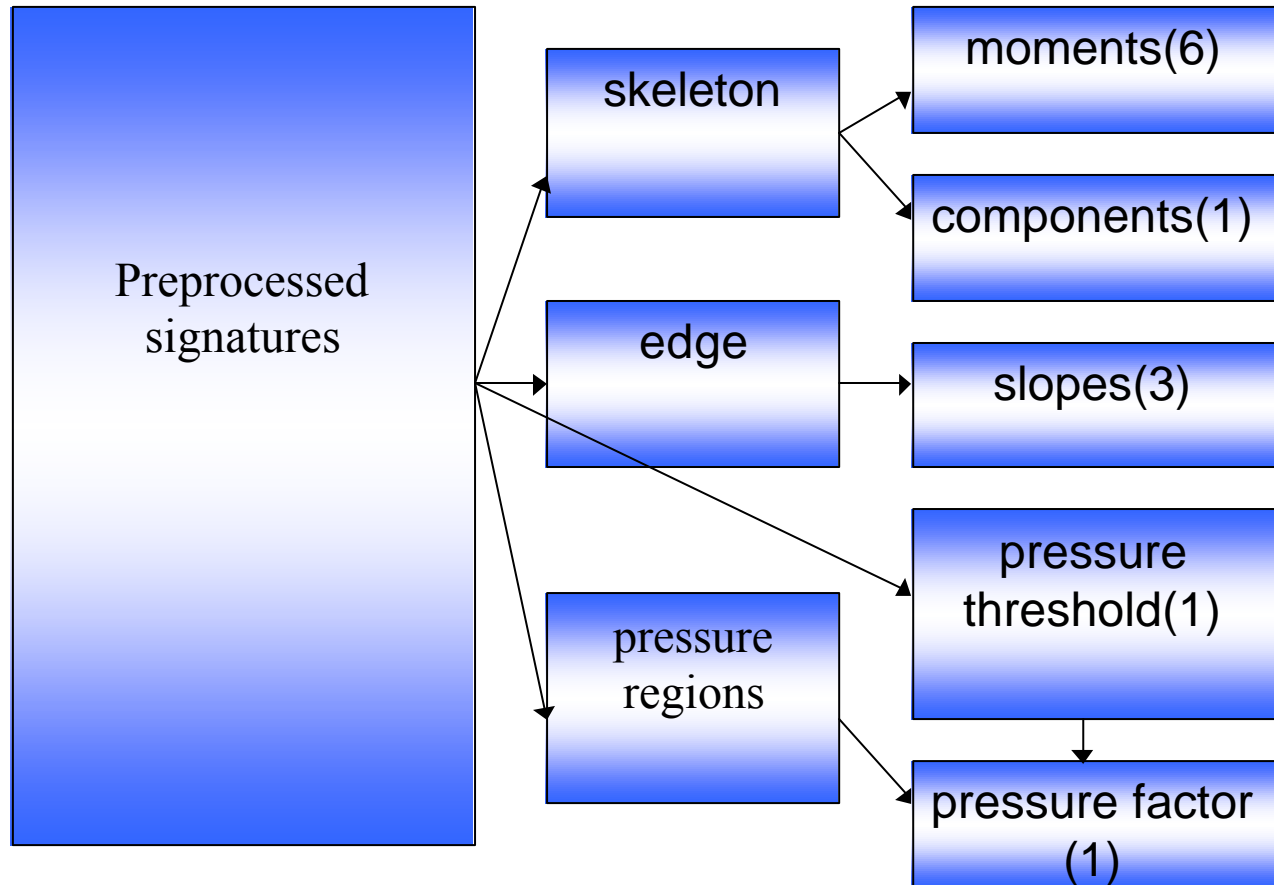 Preprocessed
signatures
skeleton
edge
pressure
regions
moments(6)
components(1)
slopes(3)
pressure
threshold(1)
pressure factor
(1)